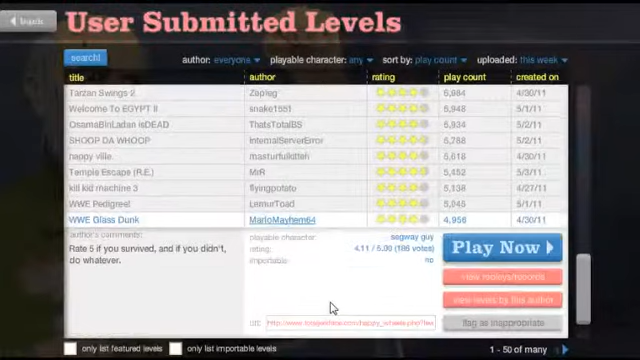 User Submitted Levels
search!
author: everyone
playable character: any
sort by: play count
uploaded: this week
title author rating play count created on
Tarzan Swings 2 Zapleg 6,984 4/30/11
Welcome To EGYPT II snake1551 5,948 5/1/11
OsamaBinLadan isDEAD ThatsTotalBS 5,934 5/2/11
SHOOP DA WHOOP InternalServerError 5,788 5/2/11
happy ville 5,618 4/30/11
Temple Escape (R.E.) MrR 5,452 5/3/11
kill kid machine 3 flyingpotato 5,138 4/27/11
WWE Pedigree! LemurToad 5,045 5/1/11
WWE Glass Dunk MarioMayhem64 4,956 4/30/11
author's comments:
Rate 5 if you survived, and if you didn't,
do whatever.
playable character: segway guy
rating: 4.11 / 5.00 (186 votes)
importable: no
url:
Play Now
view replays/records
view levels by this author
flag as inappropriate
only list featured levels
only list importable levels
1 - 50 of many